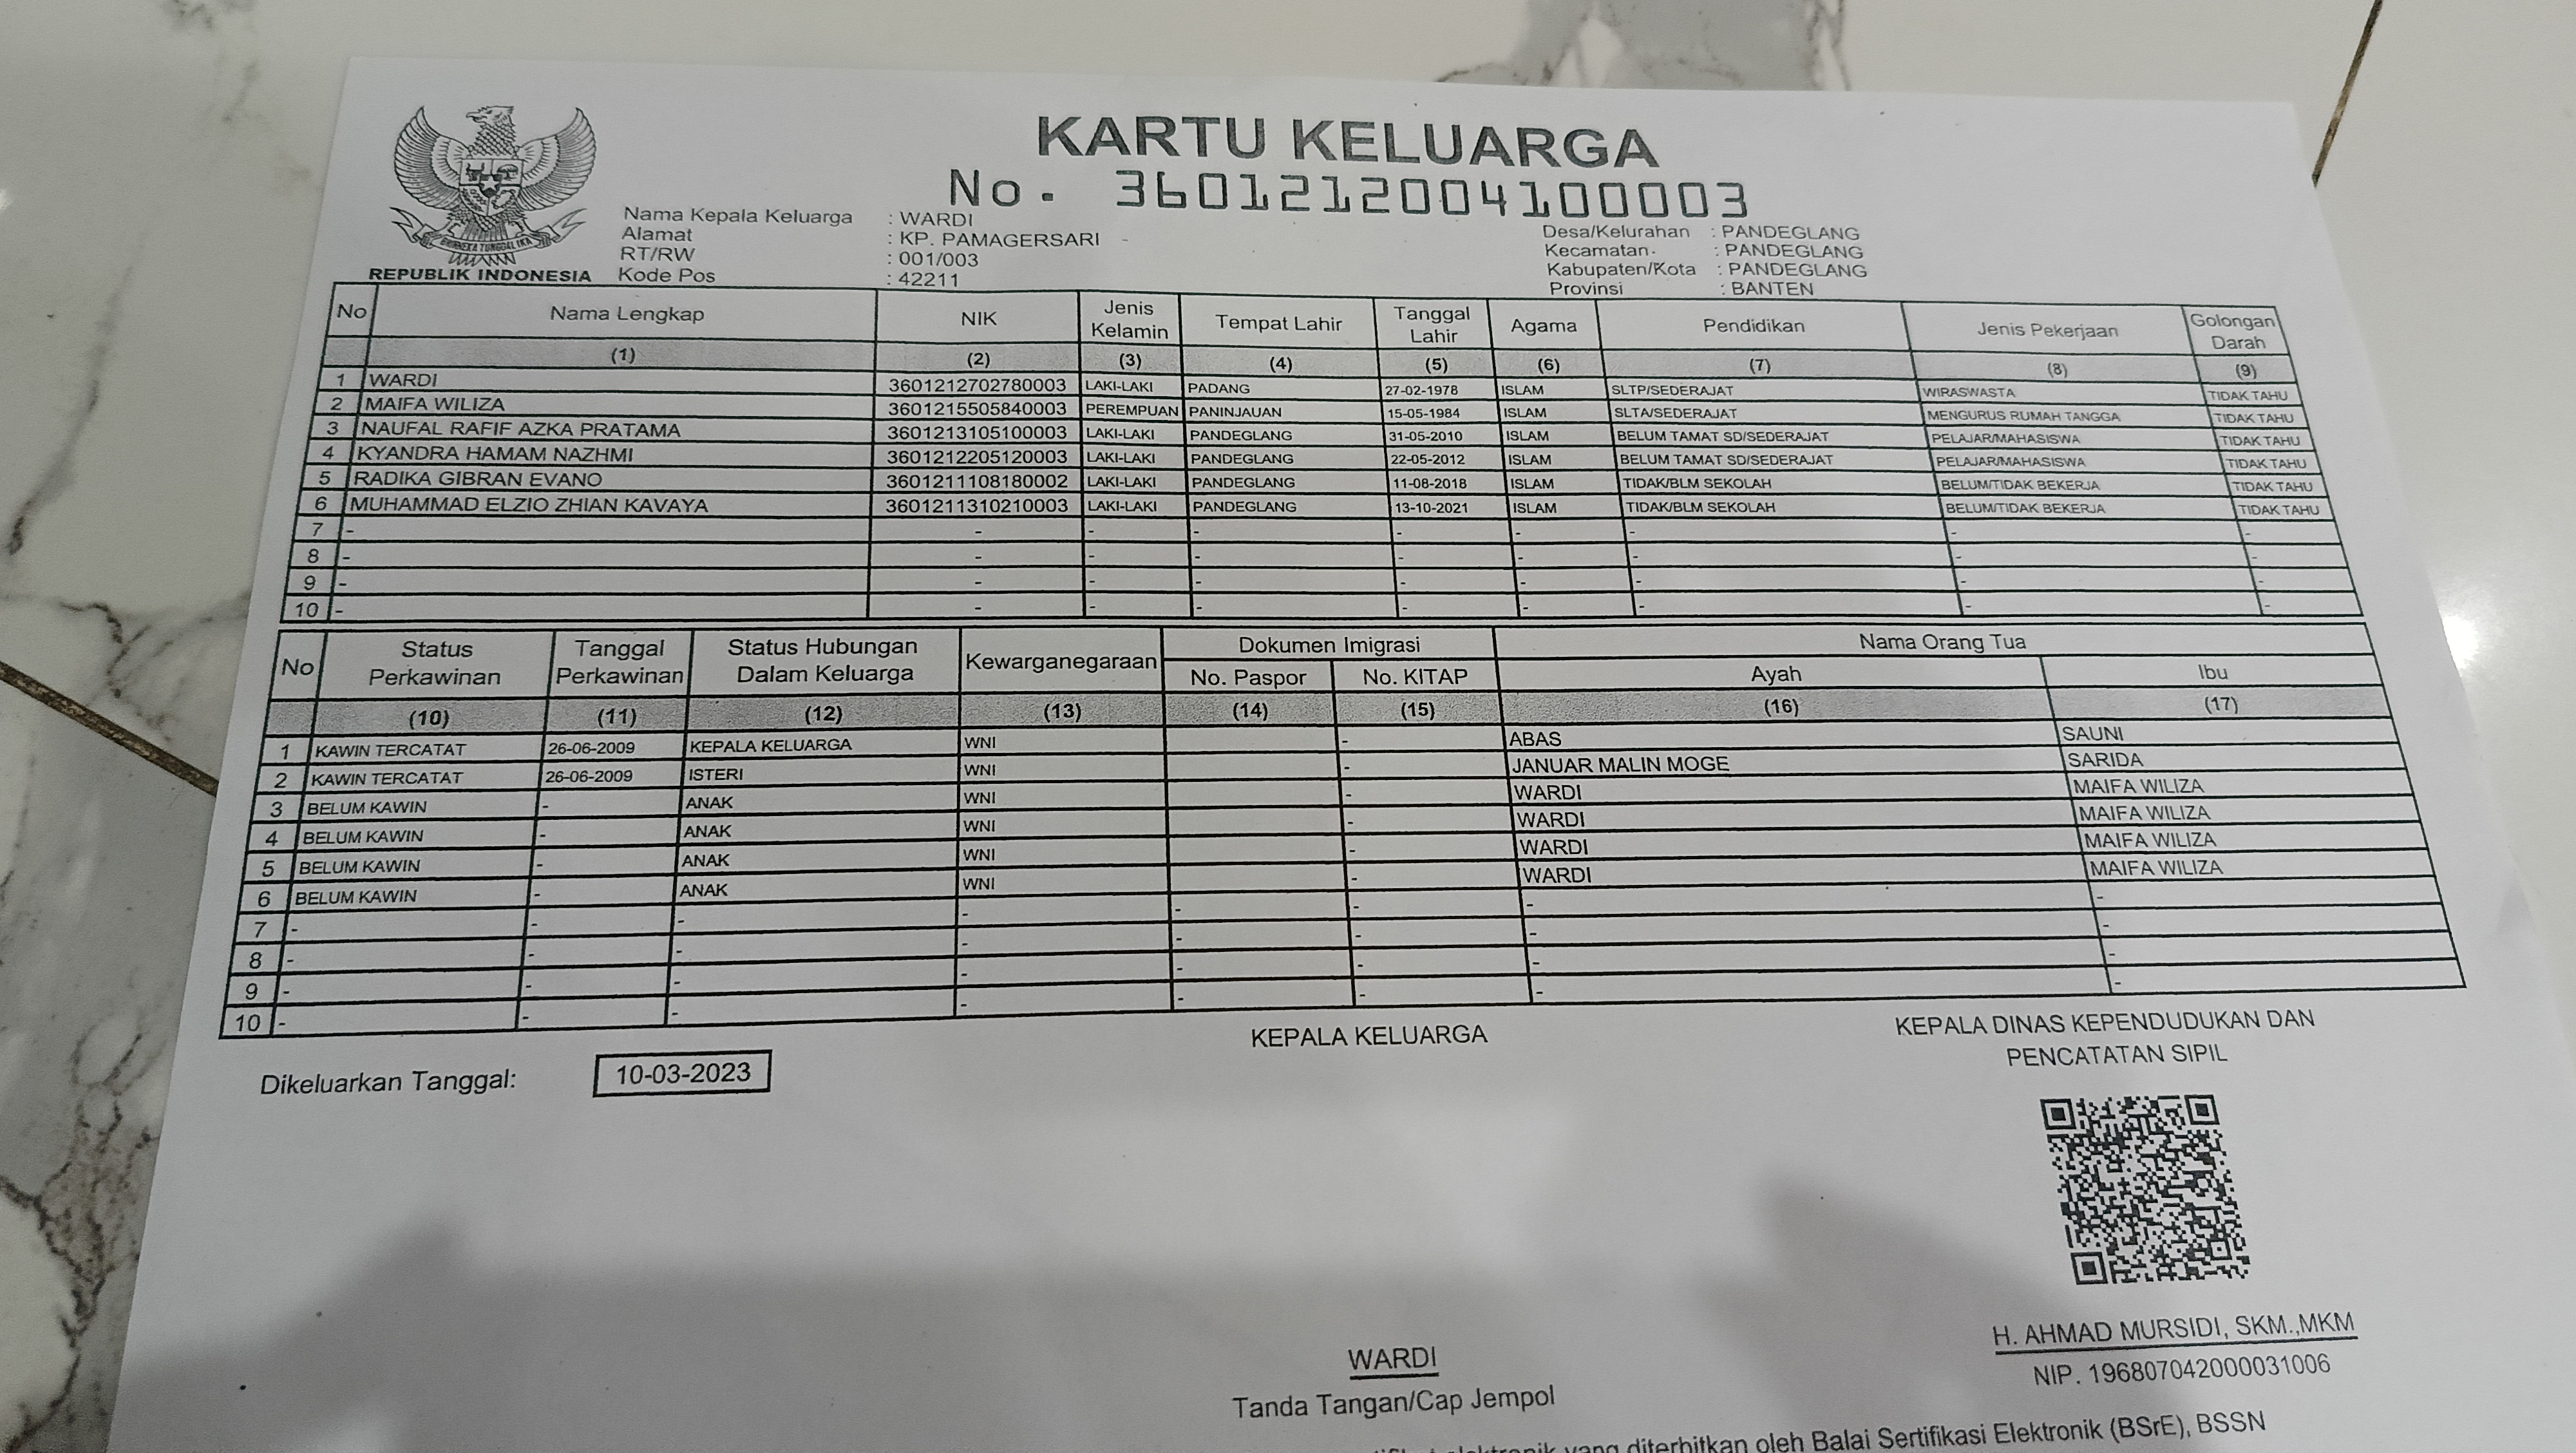 KARTU KELUARGA
No. 3601212004100003
Nama Kepala Keluarga : WARDI
Alamat : KP. PAMAGERSARI
RT/RW : 001/003
Kode Pos : 42211
Desa/Kelurahan : PANDEGLANG
Kecamatan : PANDEGLANG
Kabupaten/Kota : PANDEGLANG
Provinsi : BANTEN
BHINNEKA TUNGGAL IKA
REPUBLIK INDONESIA
No Nama Lengkap NIK Jenis Kelamin Tempat Lahir Tanggal Lahir Agama Pendidikan Jenis Pekerjaan Golongan Darah
(1) (2) (3) (4) (5) (6) (7) (8) (9)
1 WARDI 3601212702780003 LAKI-LAKI PADANG 27-02-1978 ISLAM SLTP/SEDERAJAT WIRASWASTA TIDAK TAHU
2 MAIFA WILIZA 3601215505840003 PEREMPUAN PANINJAUAN 15-05-1984 ISLAM SLTA/SEDERAJAT MENGURUS RUMAH TANGGA TIDAK TAHU
3 NAUFAL RAFIF AZKA PRATAMA 3601213105100003 LAKI-LAKI PANDEGLANG 31-05-2010 ISLAM BELUM TAMAT SD/SEDERAJAT PELAJAR/MAHASISWA TIDAK TAHU
4 KYANDRA HAMAM NAZHMI 3601212205120003 LAKI-LAKI PANDEGLANG 22-05-2012 ISLAM BELUM TAMAT SD/SEDERAJAT PELAJAR/MAHASISWA TIDAK TAHU
5 RADIKA GIBRAN EVANO 3601211108180002 LAKI-LAKI PANDEGLANG 11-08-2018 ISLAM TIDAK/BLM SEKOLAH BELUM/TIDAK BEKERJA TIDAK TAHU
6 MUHAMMAD ELZIO ZHIAN KAVAYA 3601211310210003 LAKI-LAKI PANDEGLANG 13-10-2021 ISLAM TIDAK/BLM SEKOLAH BELUM/TIDAK BEKERJA TIDAK TAHU
7 - - - - - - - - -
8 - - - - - - - - -
9 - - - - - - - - -
10 - - - - - - - - -
No Status Perkawinan Tanggal Perkawinan Status Hubungan Dalam Keluarga Kewarganegaraan Dokumen Imigrasi Nama Orang Tua
No. Paspor No. KITAP Ayah Ibu
(10) (11) (12) (13) (14) (15) (16) (17)
1 KAWIN TERCATAT 26-06-2009 KEPALA KELUARGA WNI - ABAS SAUNI
2 KAWIN TERCATAT 26-06-2009 ISTERI WNI - JANUAR MALIN MOGE SARIDA
3 BELUM KAWIN - ANAK WNI - WARDI MAIFA WILIZA
4 BELUM KAWIN - ANAK WNI - WARDI MAIFA WILIZA
5 BELUM KAWIN - ANAK WNI - WARDI MAIFA WILIZA
6 BELUM KAWIN - ANAK WNI - WARDI MAIFA WILIZA
7 - - - - - - - -
8 - - - - - - - -
9 - - - - - - - -
10 - - - - - - - -
Dikeluarkan Tanggal: 10-03-2023
KEPALA KELUARGA
WARDI
Tanda Tangan/Cap Jempol
KEPALA DINAS KEPENDUDUKAN DAN
PENCATATAN SIPIL
H. AHMAD MURSIDI, SKM.,MKM
NIP. 196807042000031006
elektronik yang diterbitkan oleh Balai Sertifikasi Elektronik (BSrE), BSSN